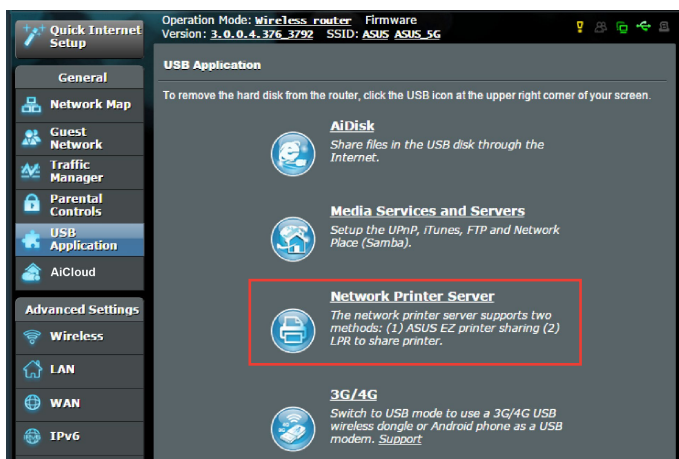 Quick Internet
Setup
Operation Mode: Wireless router Firmware
Version: 3.0.0.4.376_3792 SSID: ASUS ASUS_5G
General
Network Map
Guest
Network
Traffic
Manager
Parental
Controls
USB
Application
AiCloud
Advanced Settings
Wireless
LAN
WAN
IPv6
USB Application
To remove the hard disk from the router, click the USB icon at the upper right corner of your screen.
AiDisk
Share files in the USB disk through the
Internet.
Media Services and Servers
Setup the UPnP, iTunes, FTP and Network
Place (Samba).
Network Printer Server
The network printer server supports two
methods: (1) ASUS EZ printer sharing (2)
LPR to share printer.
3G/4G
Switch to USB mode to use a 3G/4G USB
wireless dongle or Android phone as a USB
modem. Support